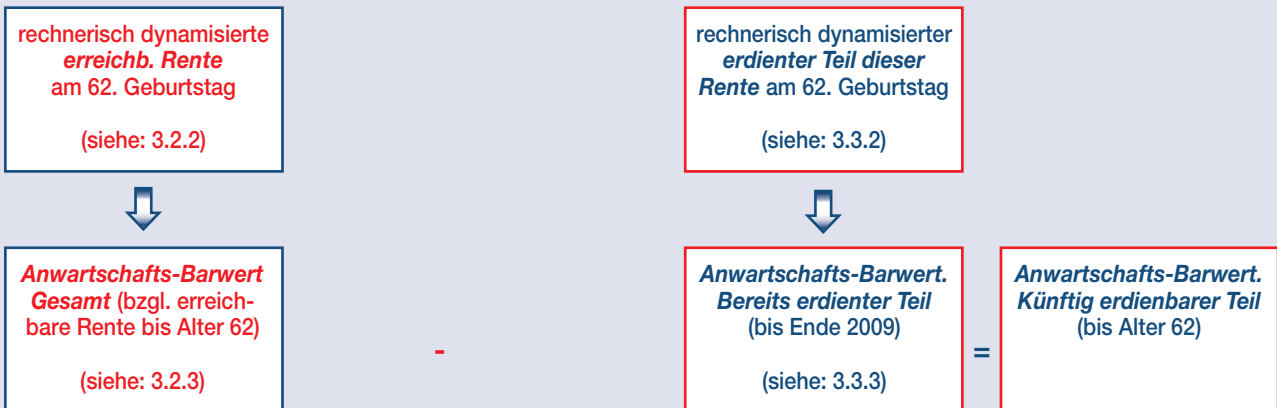 rechnerisch dynamisierte
erreichb. Rente
am 62. Geburtstag
(siehe: 3.2.2)
rechnerisch dynamisierter
erdienter Teil dieser
Rente am 62. Geburtstag
(siehe: 3.3.2)
Anwartschafts-Barwert
Gesamt (bzgl. erreich-
bare Rente bis Alter 62)
(siehe: 3.2.3)
-
Anwartschafts-Barwert.
Bereits erdienter Teil
(bis Ende 2009)
(siehe: 3.3.3)
=
Anwartschafts-Barwert.
Künftig erdienbarer Teil
(bis Alter 62)